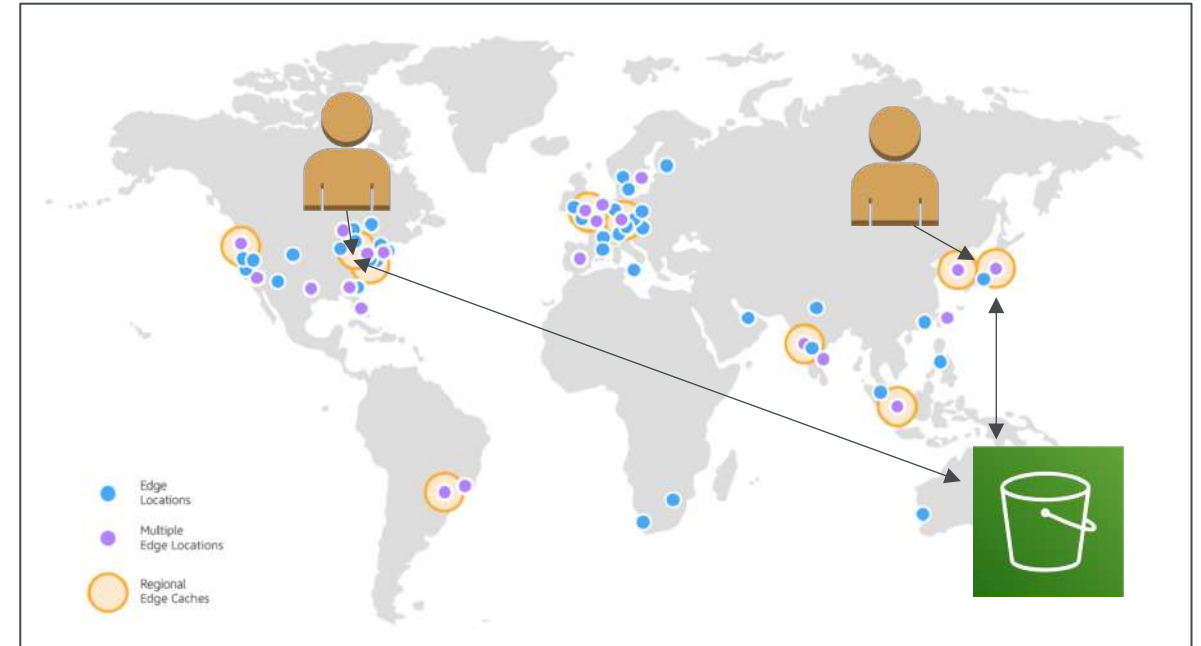 Edge
Locations
Multiple
Edge Locations
Regional
Edge Caches